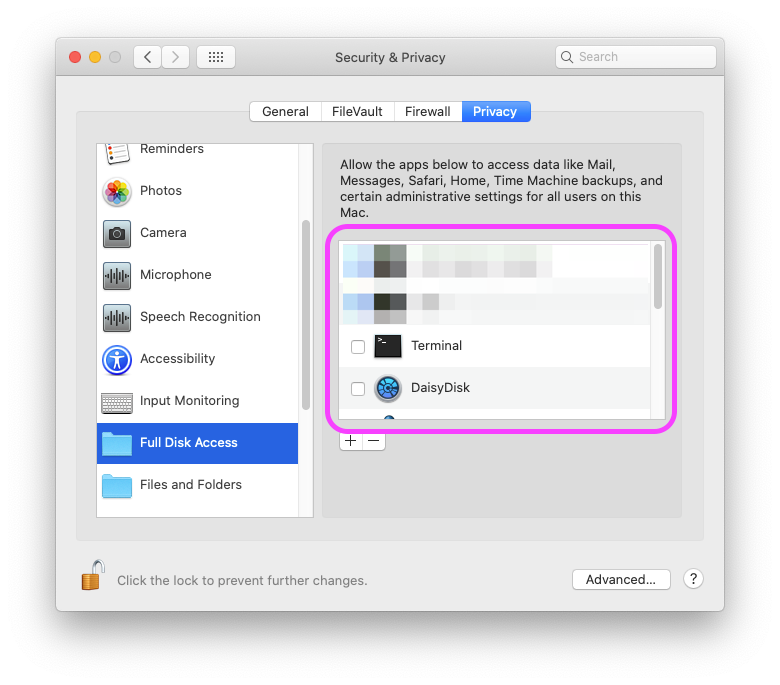 Security & Privacy
Search
General
FileVault
Firewall
Privacy
Reminders
Photos
Camera
Microphone
Speech Recognition
Accessibility
Input Monitoring
Full Disk Access
Files and Folders
Allow the apps below to access data like Mail,
Messages, Safari, Home, Time Machine backups, and
certain administrative settings for all users on this
Mac.
Terminal
DaisyDisk
Click the lock to prevent further changes.
Advanced...
?